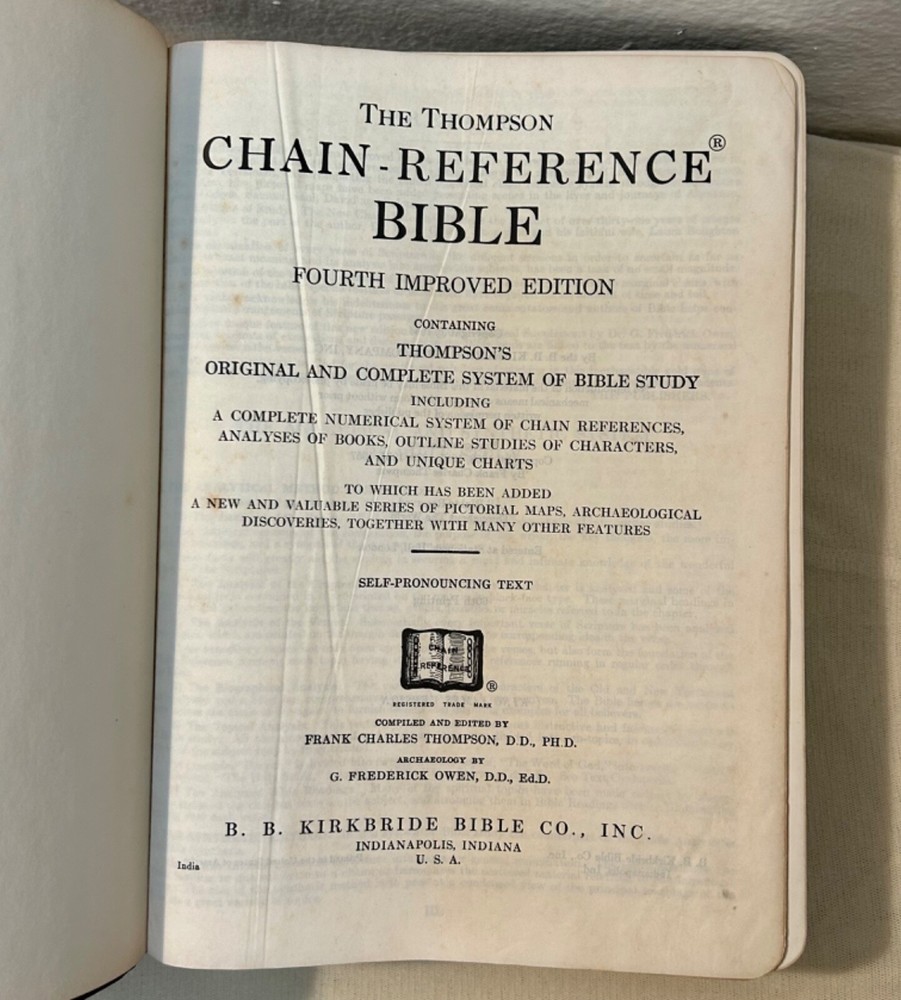 THE THOMPSON
CHAIN-REFERENCE®
BIBLE
FOURTH IMPROVED EDITION
CONTAINING
THOMPSON'S
ORIGINAL AND COMPLETE SYSTEM OF BIBLE STUDY
INCLUDING
A COMPLETE NUMERICAL SYSTEM OF CHAIN REFERENCES,
ANALYSES OF BOOKS, OUTLINE STUDIES OF CHARACTERS,
AND UNIQUE CHARTS
TO WHICH HAS BEEN ADDED
A NEW AND VALUABLE SERIES OF PICTORIAL MAPS, ARCHAEOLOGICAL
DISCOVERIES, TOGETHER WITH MANY OTHER FEATURES
SELF-PRONOUNCING TEXT
CHAIN
REFERENCE
®
REGISTERED TRADE MARK
COMPILED AND EDITED BY
FRANK CHARLES THOMPSON, D.D., PH.D.
ARCHAEOLOGY BY
G. FREDERICK OWEN, D.D., Ed.D.
B. B. KIRKBRIDE BIBLE CO., INC.
INDIANAPOLIS, INDIANA
U. S. A.
India